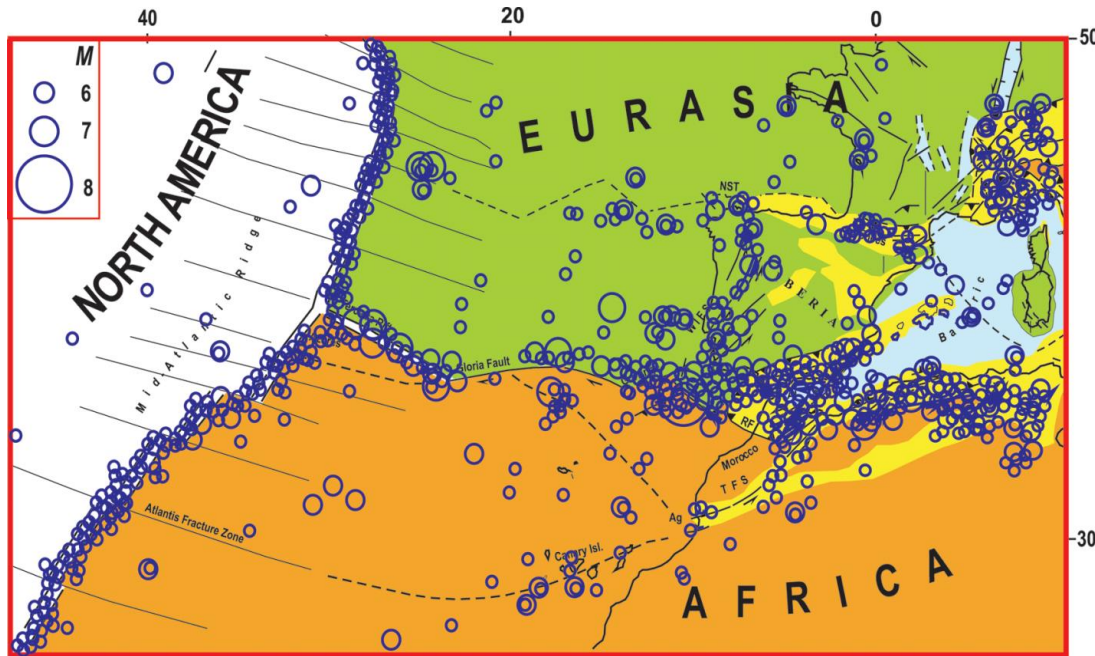 40
20
0
50
M
6
7
8
NORTH AMERICA
EURASIA
NST
Mid-Atlantic Ridge
BERIA
Gloria Fault
RF
Morocco
TFS
Ag
Atlantis Fracture Zone
Canary Isl.
30
AFRICA